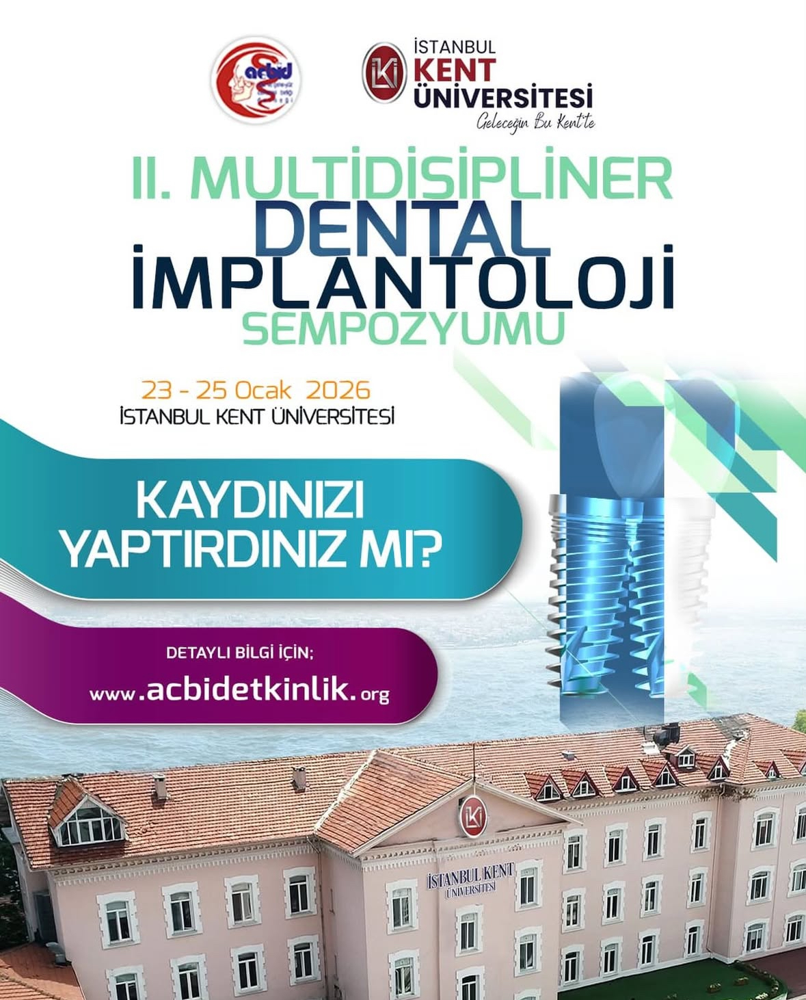 açbid
İSTANBUL
KENT
ÜNİVERSİTESİ
Geleceğin Bu Kent'te
II. MULTİDİSİPLİNER
DENTAL
İMPLANTOLOJİ
SEMPOZYUMU
23 - 25 Ocak 2026
İSTANBUL KENT ÜNİVERSİTESİ
KAYDINIZI
YAPTIRDINIZ MI?
DETAYLI BİLGİ İÇİN;
www.acbidetkinlik.org
İSTANBUL KENT
ÜNİVERSİTESİ